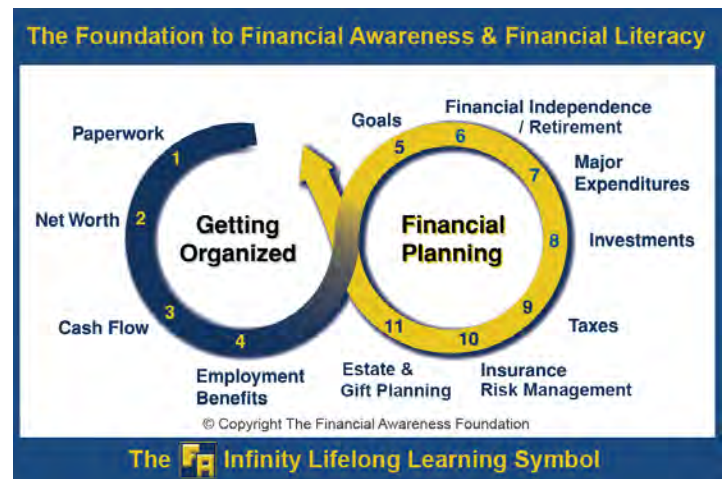 The Foundation to Financial Awareness & Financial Literacy
Paperwork
1
Net Worth
2
Cash Flow
3
4
Employment
Benefits
Getting
Organized
Goals
5
Financial Independence
/ Retirement
6
7
Major
Expenditures
8
Investments
9
Taxes
10
Insurance
Risk Management
11
Estate &
Gift Planning
Financial
Planning
© Copyright The Financial Awareness Foundation
The FA Infinity Lifelong Learning Symbol